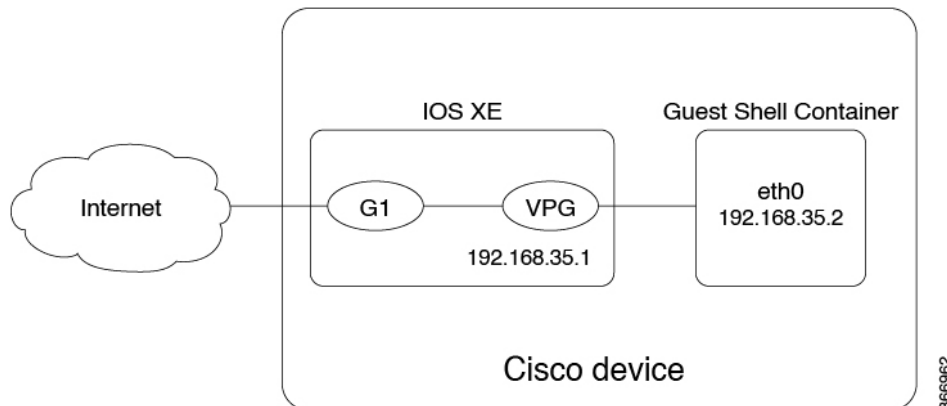 IOS XE
Guest Shell Container
Internet
G1
VPG
192.168.35.1
eth0
192.168.35.2
Cisco device
366962